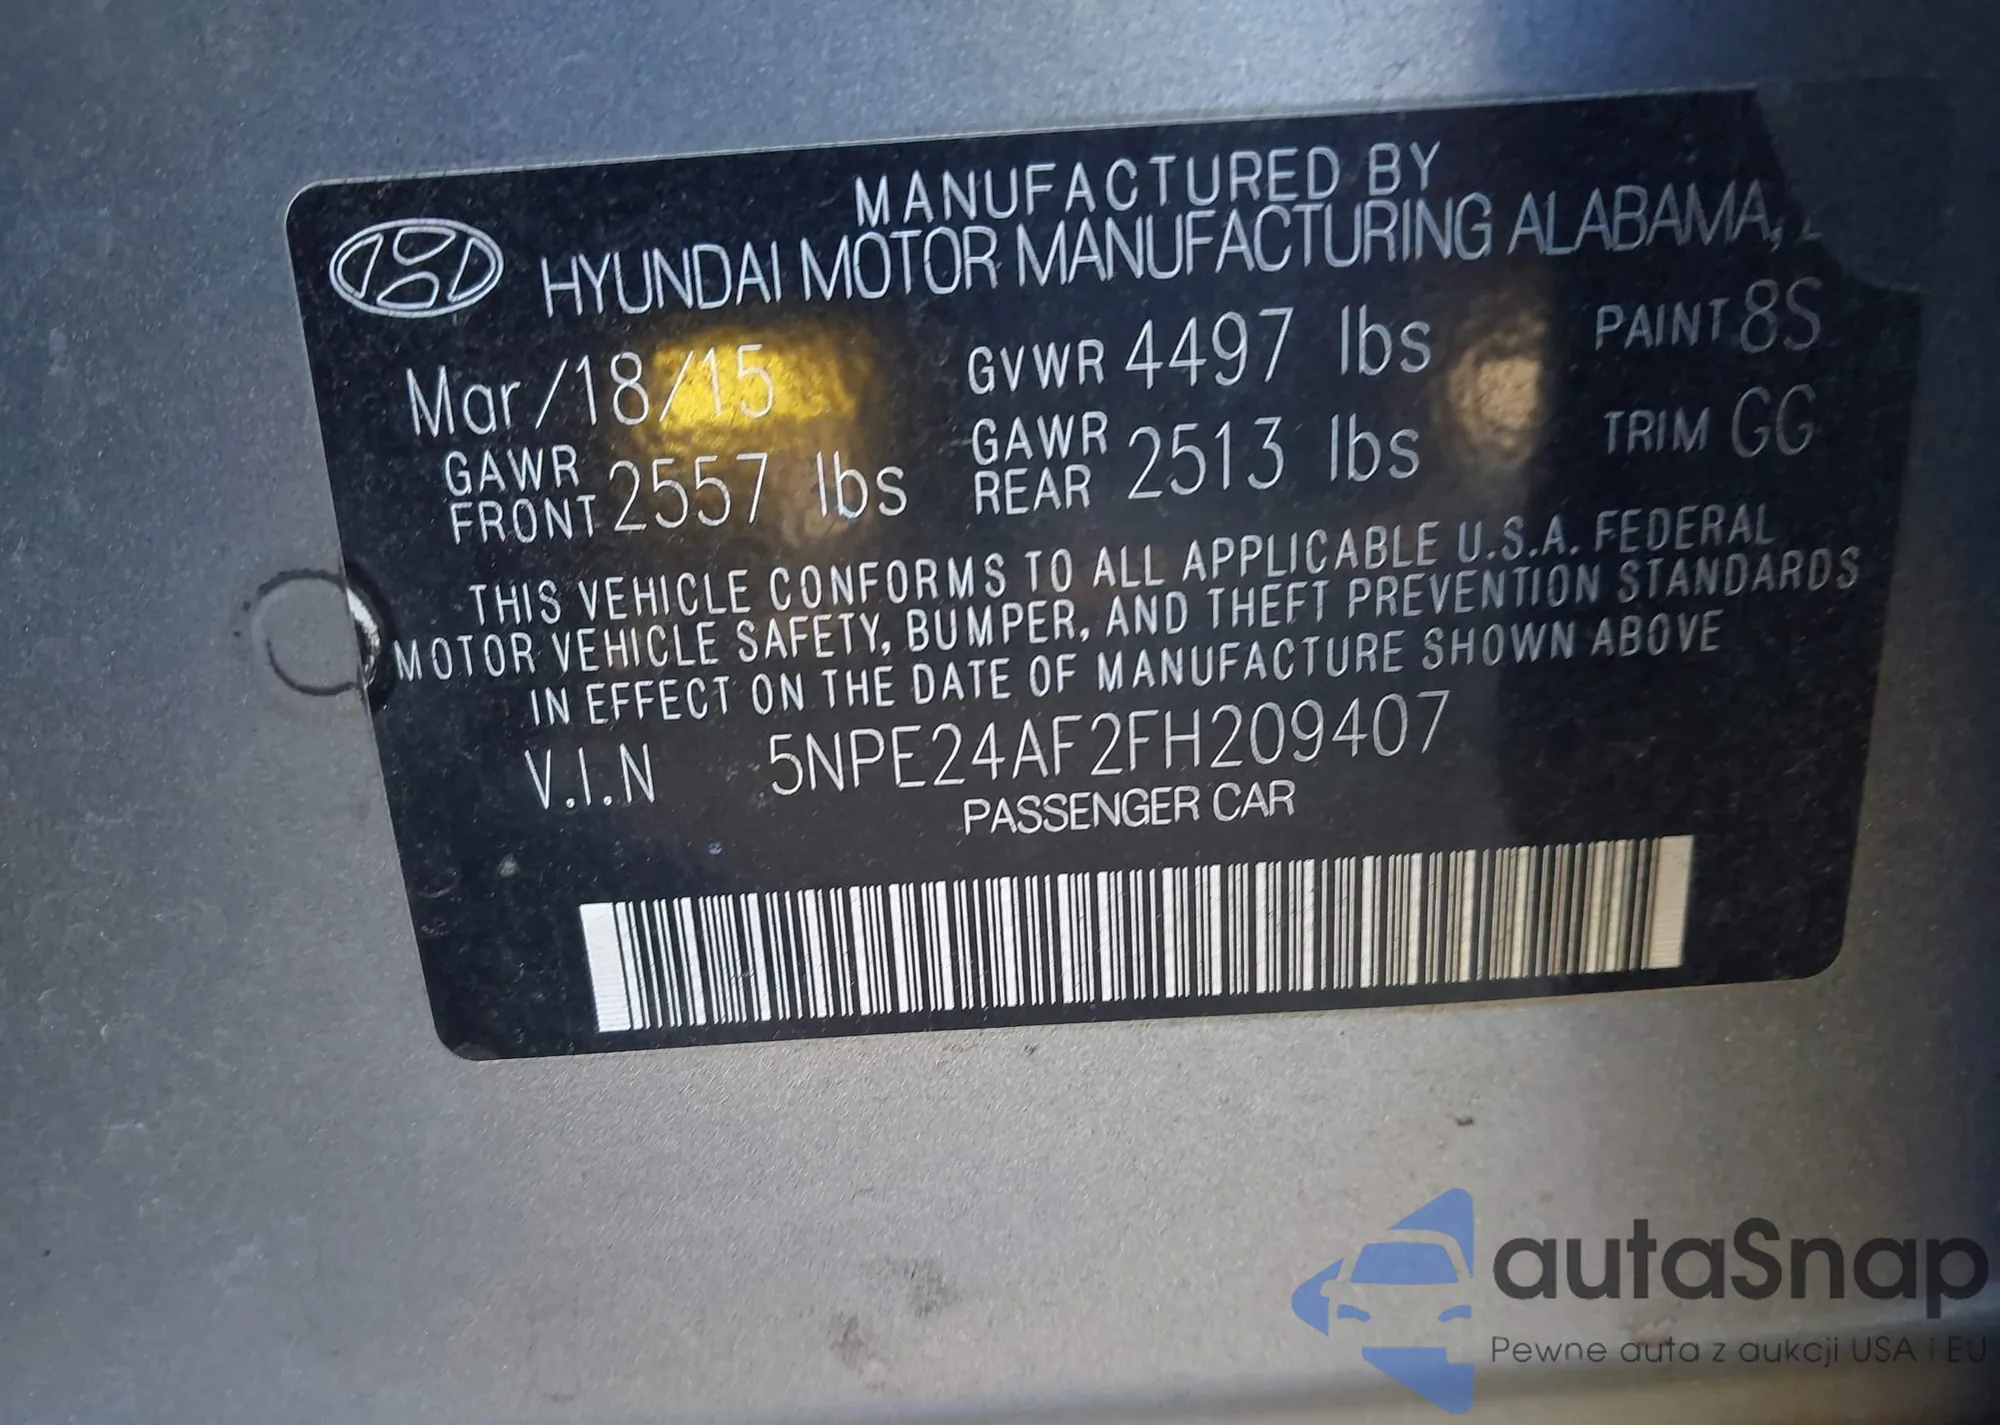 MANUFACTURED BY
HYUNDAI MOTOR MANUFACTURING ALABAMA,
Mar/18/15 GVWR 4497 lbs PAINT 8S
GAWR FRONT 2557 lbs GAWR REAR 2513 lbs TRIM GG
THIS VEHICLE CONFORMS TO ALL APPLICABLE U.S.A. FEDERAL
MOTOR VEHICLE SAFETY, BUMPER, AND THEFT PREVENTION STANDARDS
IN EFFECT ON THE DATE OF MANUFACTURE SHOWN ABOVE
V.I.N 5NPE24AF2FH209407
PASSENGER CAR
autaSnap
Pewne auta z aukcji USA i EU